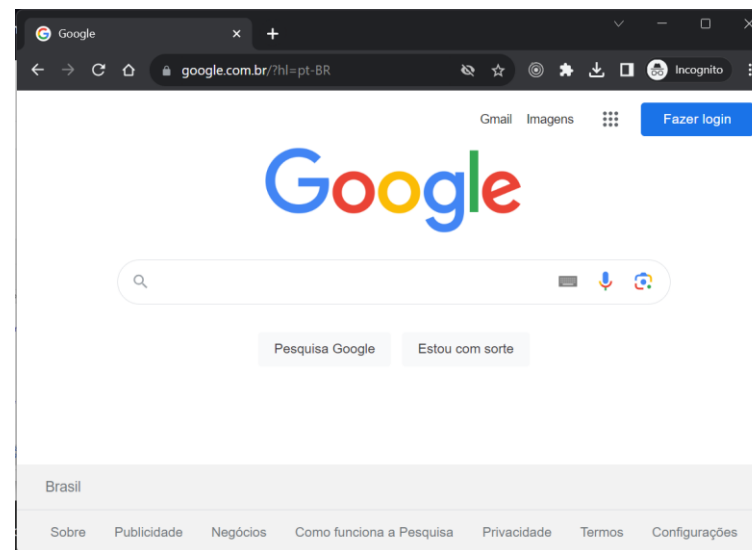 Google
google.com.br/?hl=pt-BR
Incognito
Gmail Imagens Fazer login
Google
Pesquisa Google Estou com sorte
Brasil
Sobre Publicidade Negócios Como funciona a Pesquisa Privacidade Termos Configurações